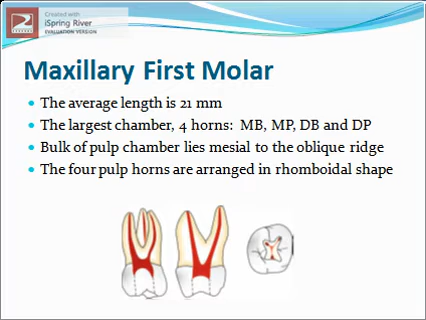 Created with
iSpring River
EVALUATION VERSION
Maxillary First Molar
The average length is 21 mm
The largest chamber, 4 horns: MB, MP, DB and DP
Bulk of pulp chamber lies mesial to the oblique ridge
The four pulp horns are arranged in rhomboidal shape